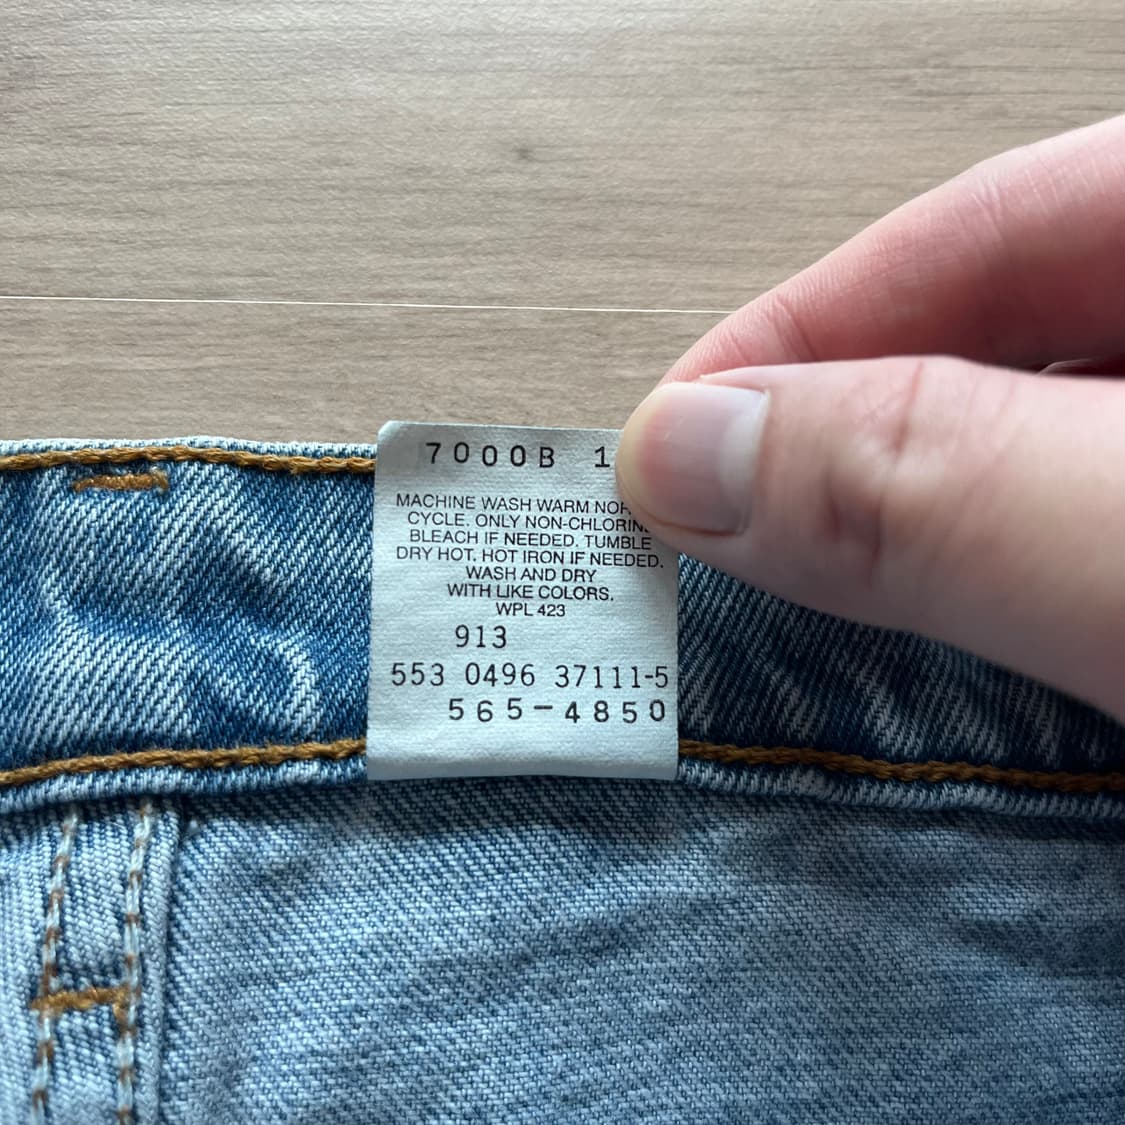 7000B 1
MACHINE WASH WARM NOR
CYCLE. ONLY NON-CHLORIN
BLEACH IF NEEDED. TUMBLE
DRY HOT. HOT IRON IF NEEDED.
WASH AND DRY
WITH LIKE COLORS.
WPL 423
913
553 0496 37111-5
565-4850